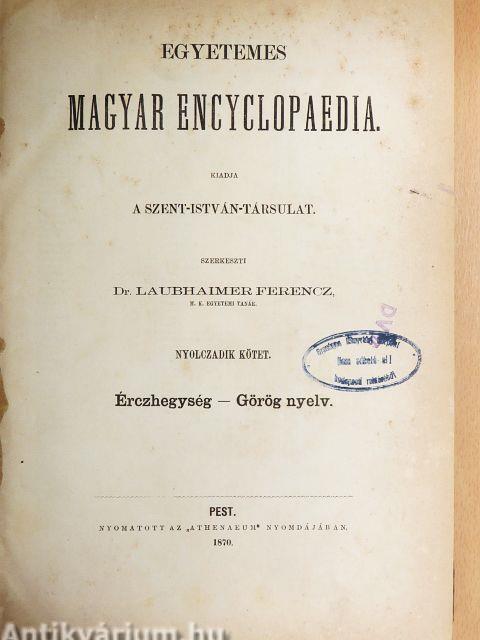 EGYETEMES
MAGYAR ENCYCLOPAEDIA.
KIADJA
A SZENT-ISTVÁN-TÁRSULAT.
SZERKESZTI
Dr. LAUBHAIMER FERENCZ,
M. K. EGYETEMI TANÁR.
NYOLCZADIK KÖTET.
Érczhegység — Görög nyelv.
PEST.
NYOMATOTT AZ „ATHENAEUM" NYOMDÁJÁBAN.
1870.
Antikvárium.hu